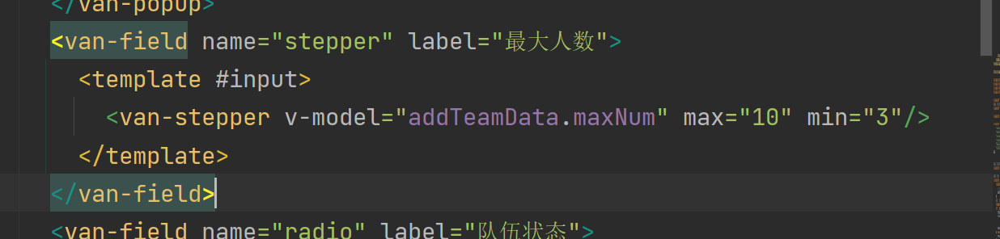 </van-popup>
<van-field name="stepper" label="最大人数">
<template #input>
<van-stepper v-model="addTeamData.maxNum" max="10" min="3"/>
</template>
</van-field>
<van-field name="radio" label="队伍状态">